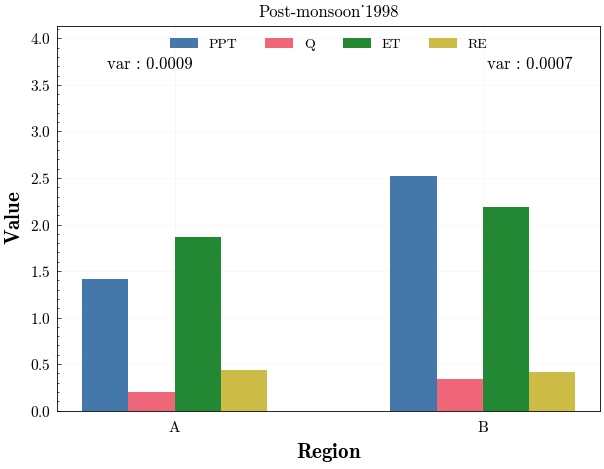 Post-monsoon˙1998
PPT Q ET RE
var : 0.0009 var : 0.0007
4.0
3.5
3.0
2.5
2.0
1.5
1.0
0.5
0.0
Value
A B
Region